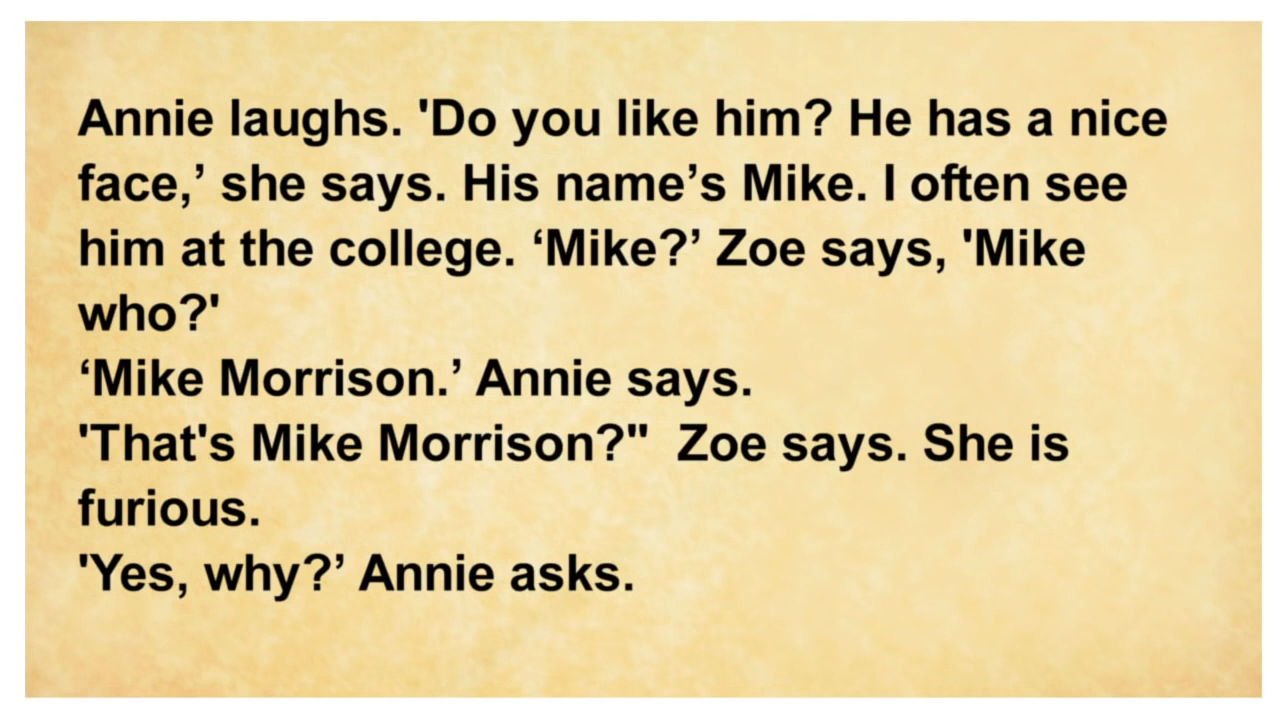 Annie laughs. 'Do you like him? He has a nice
face,’ she says. His name’s Mike. I often see
him at the college. ‘Mike?’ Zoe says, 'Mike
who?'
‘Mike Morrison.’ Annie says.
'That's Mike Morrison?"  Zoe says. She is
furious.
'Yes, why?’ Annie asks.